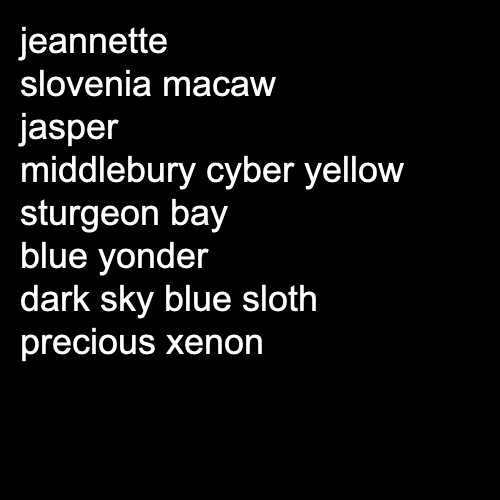 jeannette
slovenia macaw
jasper
middlebury cyber yellow
sturgeon bay
blue yonder
dark sky blue sloth
precious xenon